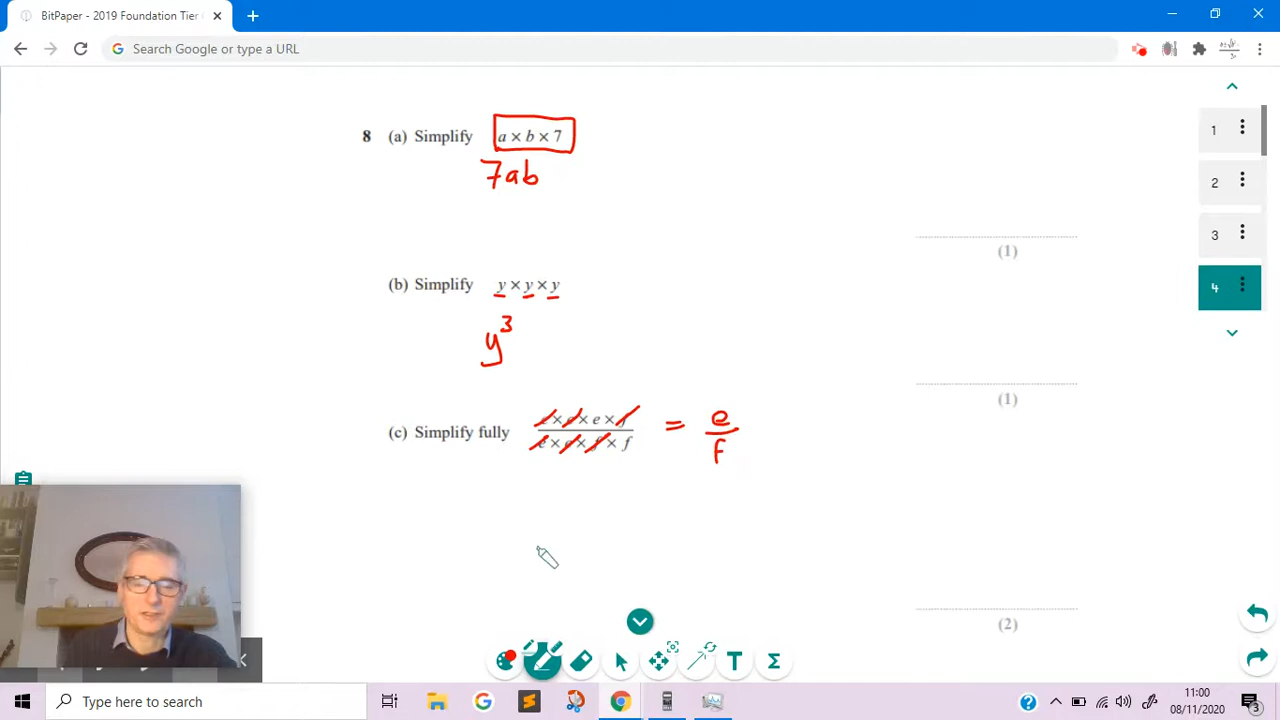 BitPaper - 2019 Foundation Tier
Search Google or type a URL
8 (a) Simplify a × b × 7
7ab
(1)
(b) Simplify y × y × y
y³
(1)
(c) Simplify fully e × e × e × f / e × e × f × f = e / f
(2)
1
2
3
4
T
Σ
Type here to search
11:00
08/11/2020
3